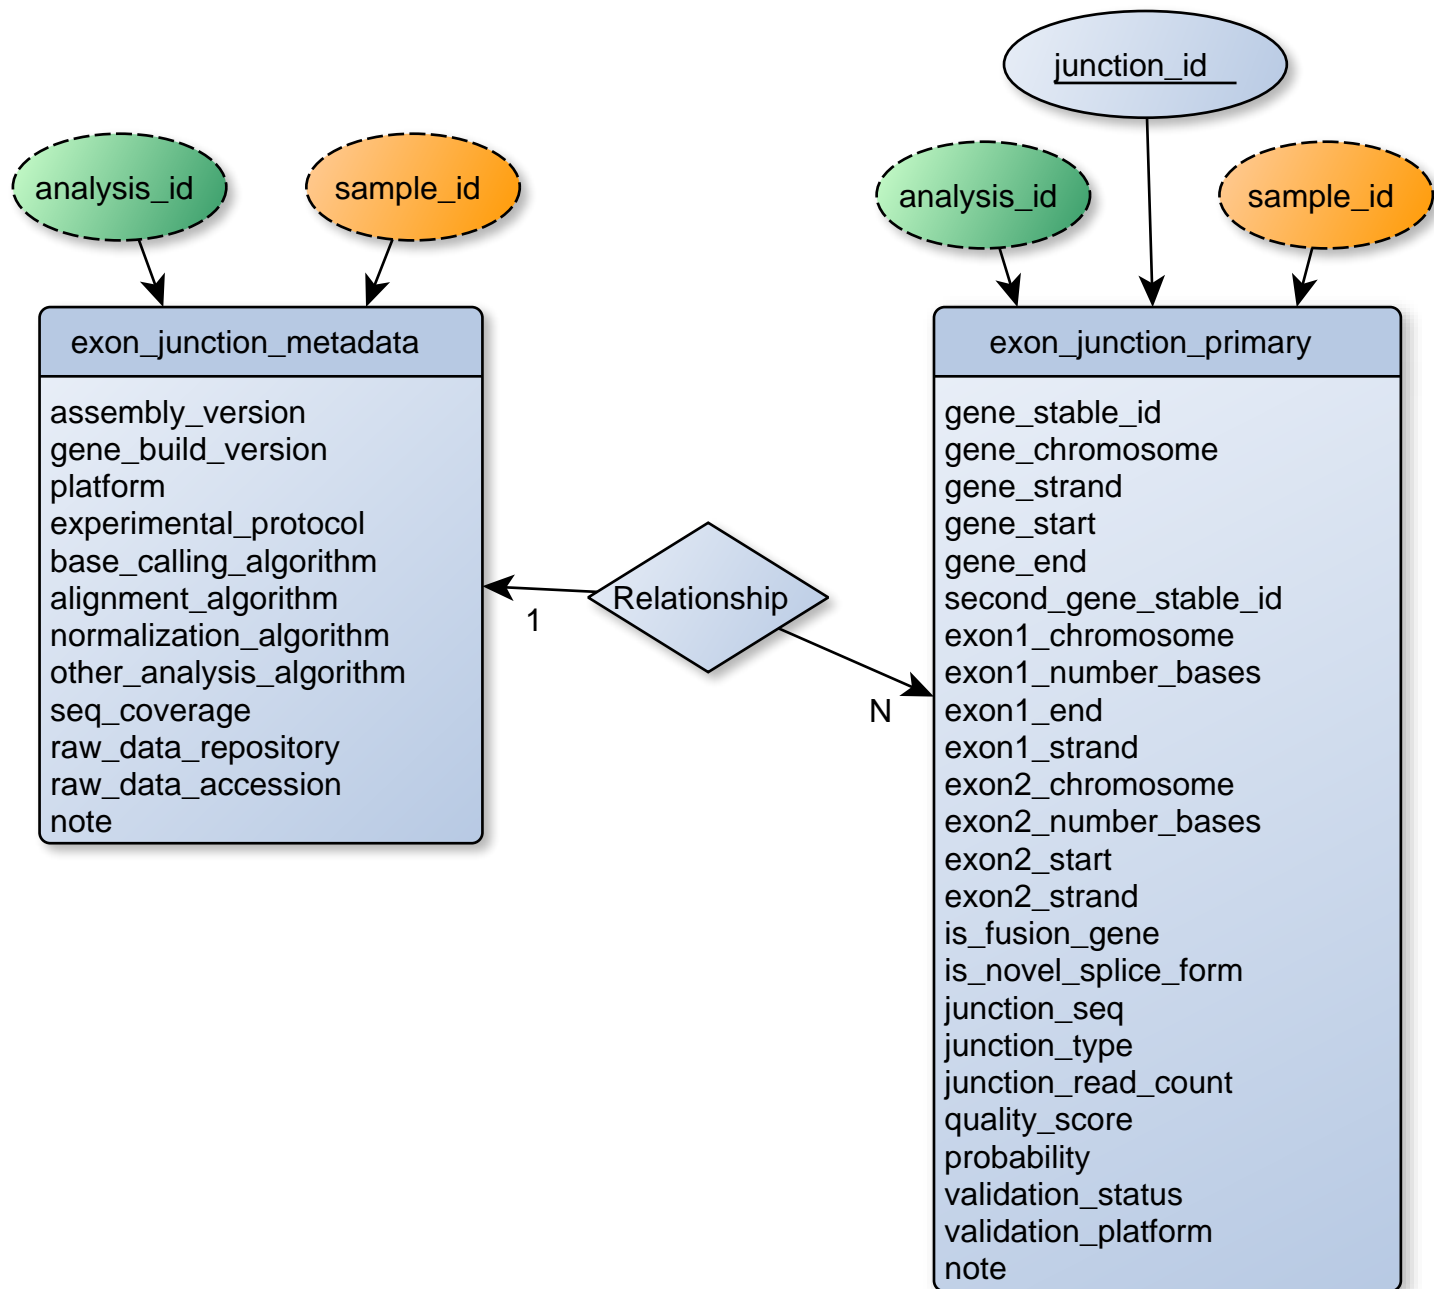 junction_id
analysis_id
sample_id
analysis_id
sample_id
exon_junction_metadata
assembly_version
gene_build_version
platform
experimental_protocol
base_calling_algorithm
alignment_algorithm
normalization_algorithm
other_analysis_algorithm
seq_coverage
raw_data_repository
raw_data_accession
note
Relationship
1
N
exon_junction_primary
gene_stable_id
gene_chromosome
gene_strand
gene_start
gene_end
second_gene_stable_id
exon1_chromosome
exon1_number_bases
exon1_end
exon1_strand
exon2_chromosome
exon2_number_bases
exon2_start
exon2_strand
is_fusion_gene
is_novel_splice_form
junction_seq
junction_type
junction_read_count
quality_score
probability
validation_status
validation_platform
note